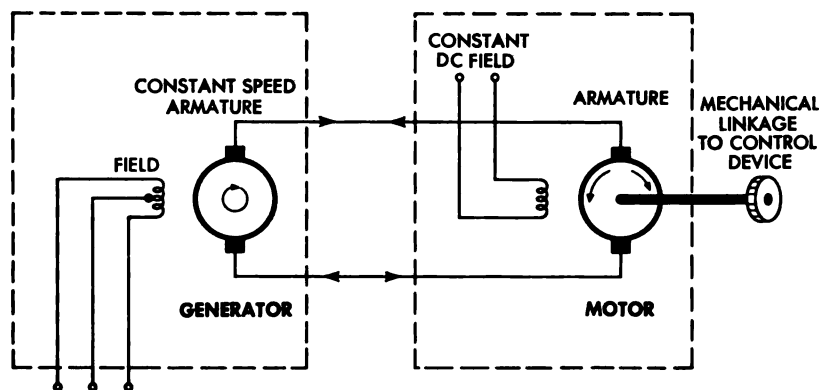 CONSTANT SPEED
ARMATURE
FIELD
GENERATOR
CONSTANT
DC FIELD
ARMATURE
MOTOR
MECHANICAL
LINKAGE
TO CONTROL
DEVICE